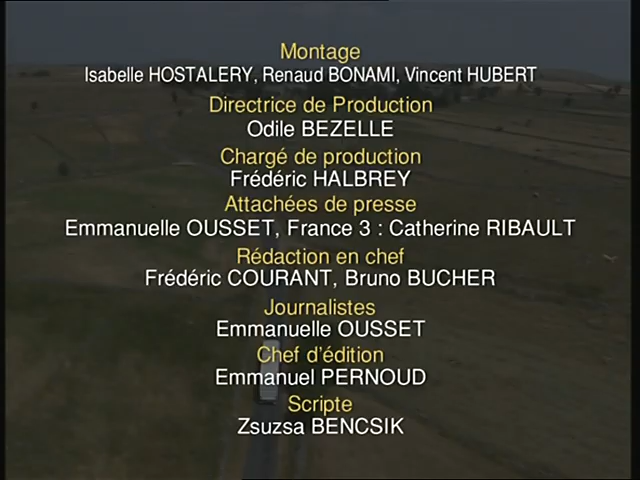 Montage
Isabelle HOSTALERY, Renaud BONAMI, Vincent HUBERT
Directrice de Production
Odile BEZELLE
Chargé de production
Frédéric HALBREY
Attachées de presse
Emmanuelle OUSSET, France 3 : Catherine RIBAULT
Rédaction en chef
Frédéric COURANT, Bruno BUCHER
Journalistes
Emmanuelle OUSSET
Chef d'édition
Emmanuel PERNOUD
Scripte
Zsuzsa BENCSIK